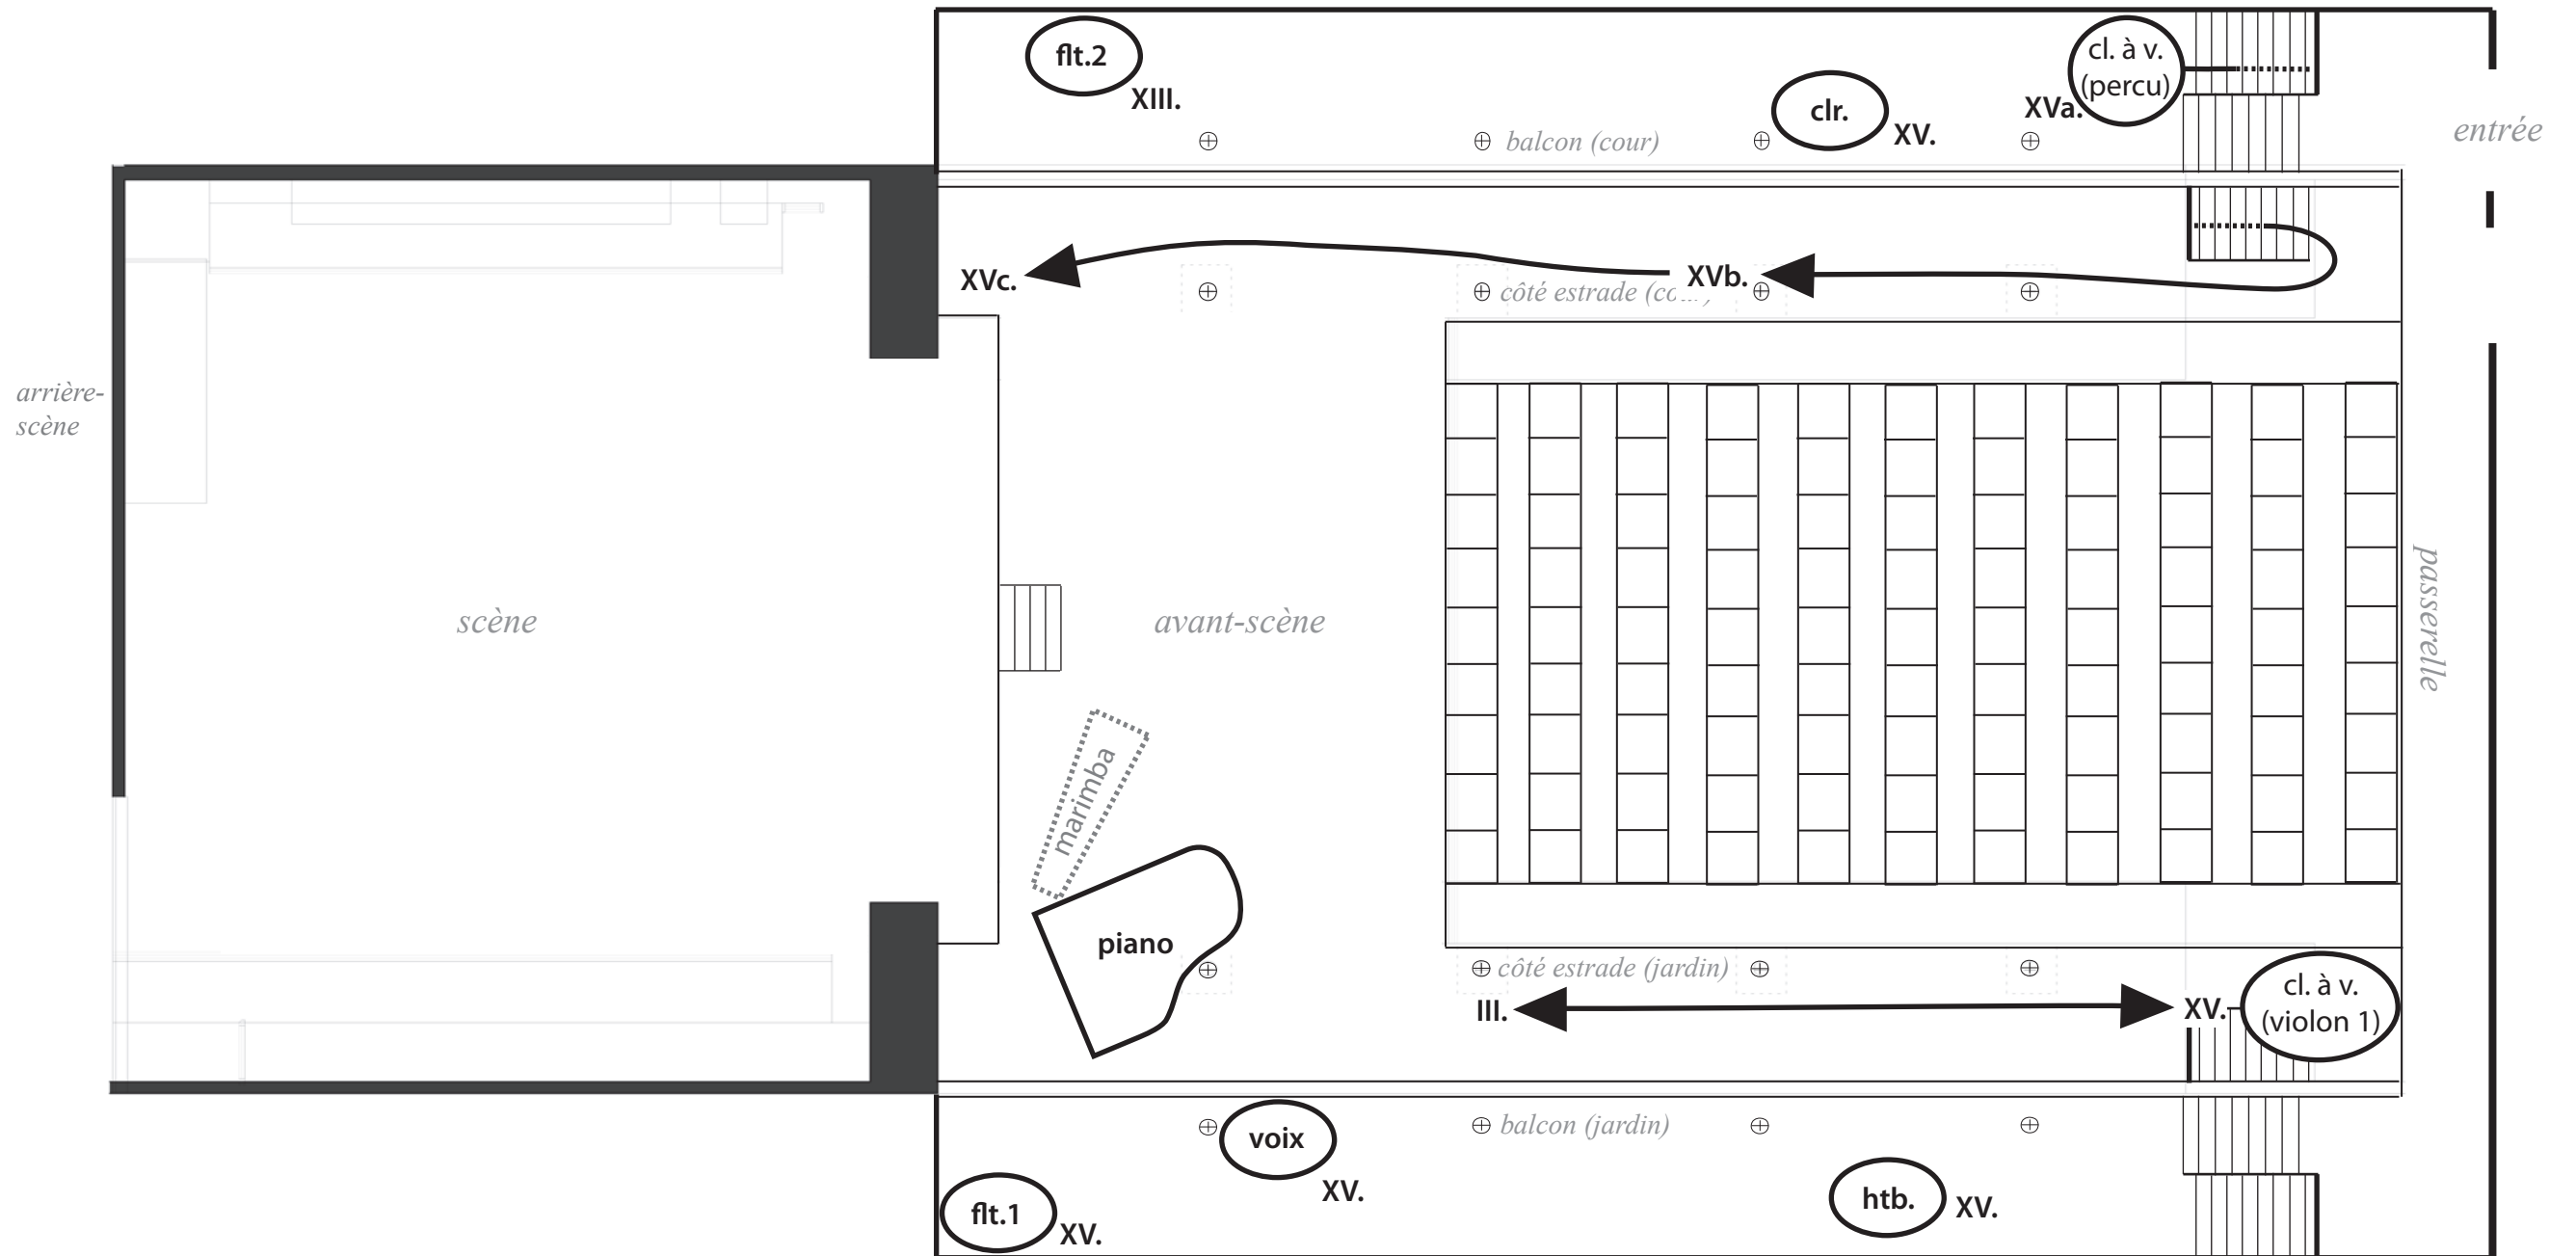 flt.2
XIII.
clr.
XV.
cl. à v.
(percu)
XVa.
balcon (cour)
entrée
XVc.
XVb.
côté estrade (co
arrière-
scène
scène
avant-scène
passerelle
marimba
piano
côté estrade (jardin)
III.
XV.
cl. à v.
(violon 1)
voix
XV.
balcon (jardin)
flt.1
XV.
htb.
XV.